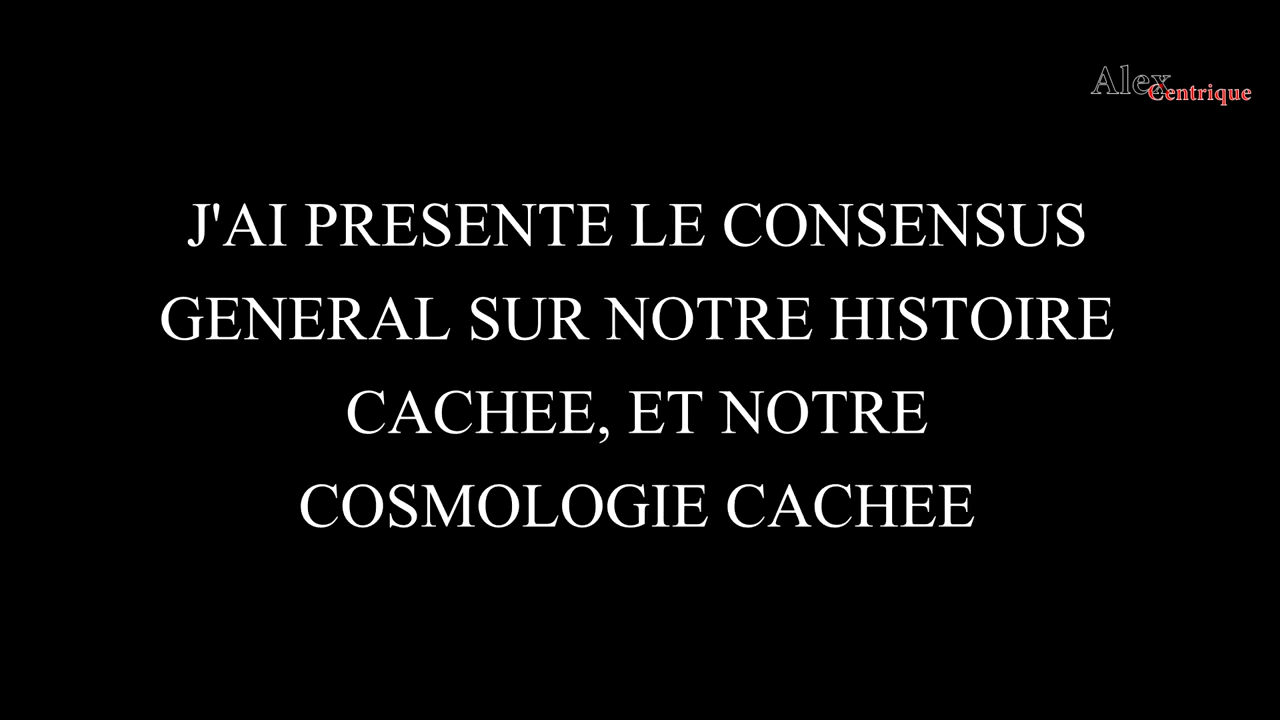 Alex
Centrique
J'AI PRESENTE LE CONSENSUS
GENERAL SUR NOTRE HISTOIRE
CACHEE, ET NOTRE
COSMOLOGIE CACHEE